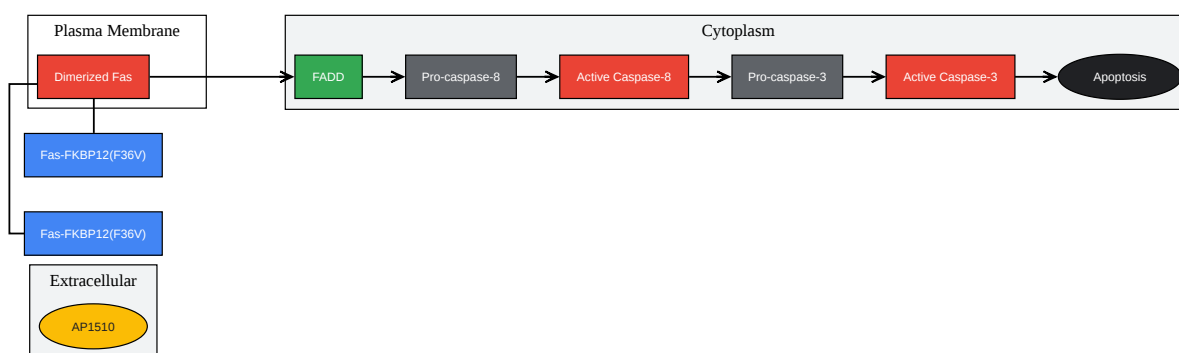 Plasma Membrane
Cytoplasm
Dimerized Fas
FADD
Pro-caspase-8
Active Caspase-8
Pro-caspase-3
Active Caspase-3
Apoptosis
Fas-FKBP12(F36V)
Fas-FKBP12(F36V)
Extracellular
AP1510